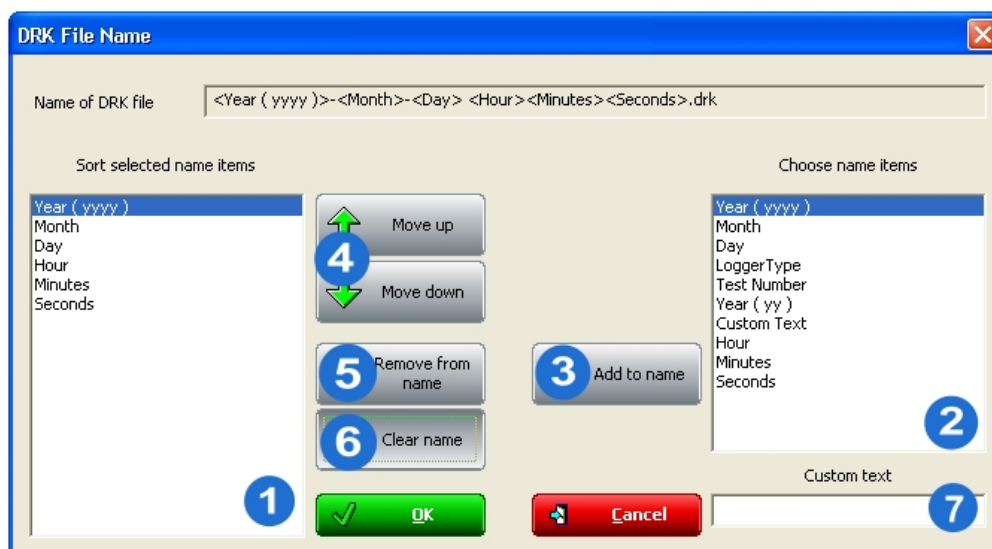 DRK File Name
Name of DRK file
<Year ( yyyy )>-<Month>-<Day> <Hour><Minutes><Seconds>.drk
Sort selected name items
Year ( yyyy )
Month
Day
Hour
Minutes
Seconds
1
Move up
4
Move down
5
Remove from
name
6
Clear name
OK
3
Add to name
Cancel
Choose name items
Year ( yyyy )
Month
Day
LoggerType
Test Number
Year ( yy )
Custom Text
Hour
Minutes
Seconds
2
Custom text
7